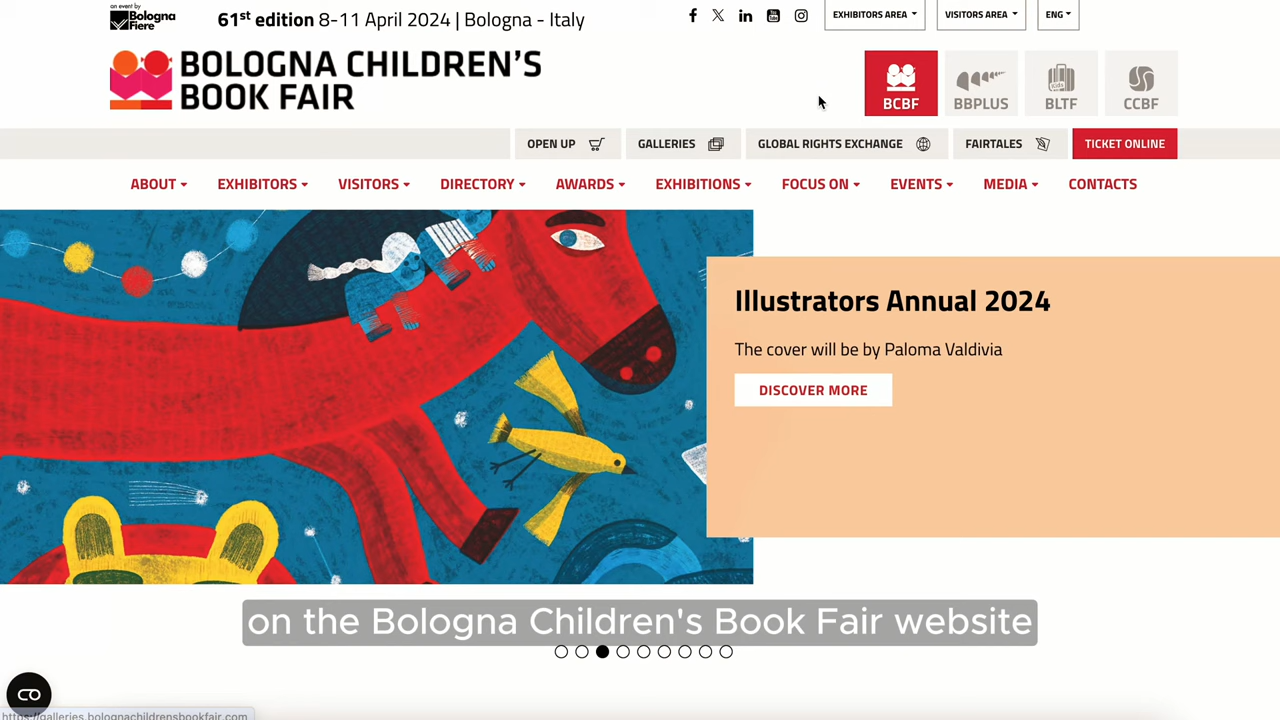 an event by
Bologna
Fiere
61st edition 8-11 April 2024 | Bologna - Italy
EXHIBITORS AREA
VISITORS AREA
ENG
BOLOGNA CHILDREN'S
BOOK FAIR
BCBF
BBPLUS
BLTF
CCBF
OPEN UP
GALLERIES
GLOBAL RIGHTS EXCHANGE
FAIRTALES
TICKET ONLINE
ABOUT
EXHIBITORS
VISITORS
DIRECTORY
AWARDS
EXHIBITIONS
FOCUS ON
EVENTS
MEDIA
CONTACTS
Illustrators Annual 2024
The cover will be by Paloma Valdivia
DISCOVER MORE
on the Bologna Children's Book Fair website
https://galleries.bolognachildrensbookfair.com